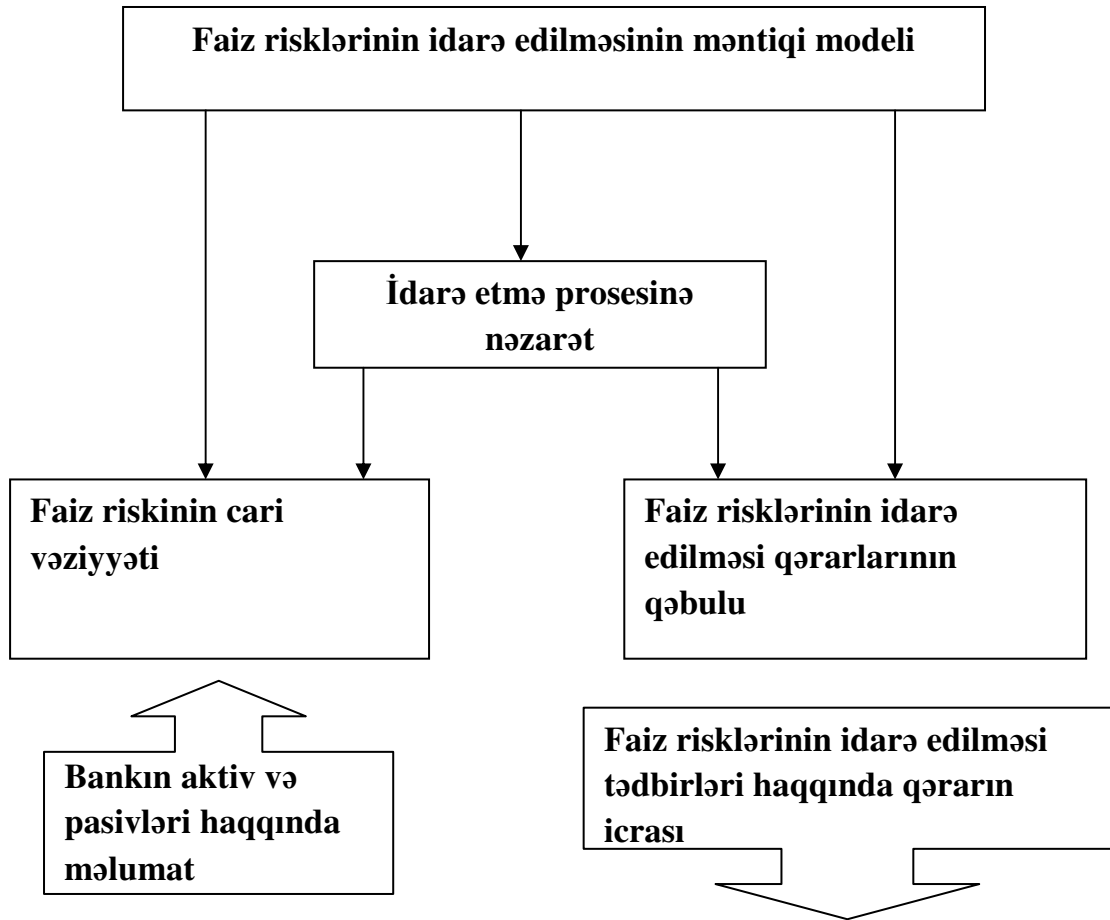 Faiz risklərinin idarə edilməsinin məntiqi modeli
İdarə etmə prosesinə
nəzarət
Faiz riskinin cari
vəziyyəti
Faiz risklərinin idarə
edilməsi qərarlarının
qəbulu
Bankın aktiv və
pasivləri haqqında
məlumat
Faiz risklərinin idarə edilməsi
tədbirləri haqqında qərarın
icrası